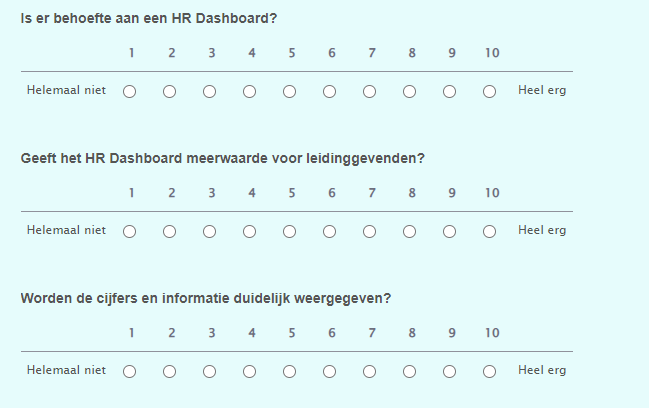 Is er behoefte aan een HR Dashboard?
1 2 3 4 5 6 7 8 9 10
Helemaal niet Heel erg
Geeft het HR Dashboard meerwaarde voor leidinggevenden?
1 2 3 4 5 6 7 8 9 10
Helemaal niet Heel erg
Worden de cijfers en informatie duidelijk weergegeven?
1 2 3 4 5 6 7 8 9 10
Helemaal niet Heel erg